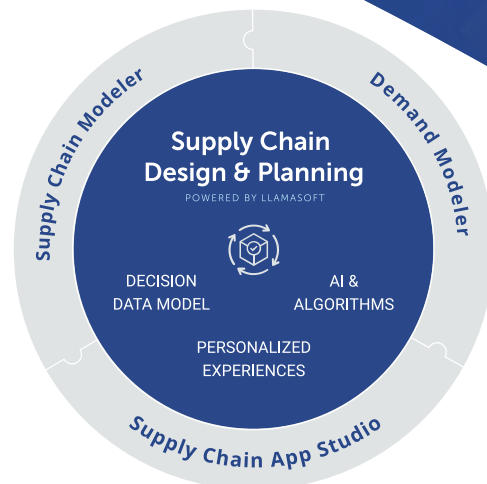 Supply Chain Modeler
Demand Modeler
Supply Chain
Design & Planning
POWERED BY LLAMASOFT
DECISION
DATA MODEL
AI &
ALGORITHMS
PERSONALIZED
EXPERIENCES
Supply Chain App Studio